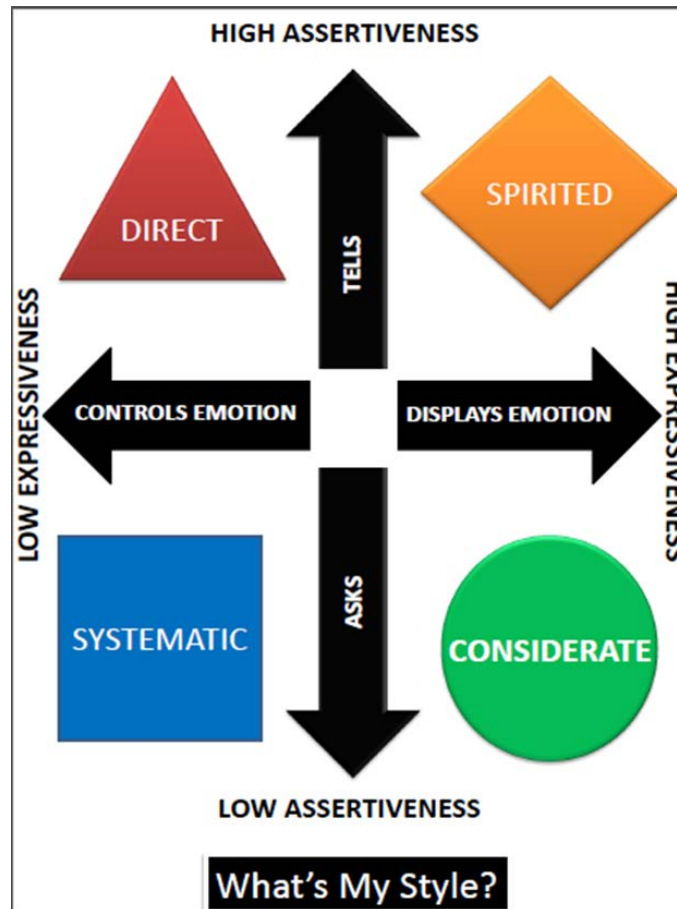 HIGH ASSERTIVENESS
DIRECT
SPIRITED
TELLS
LOW EXPRESSIVENESS
CONTROLS EMOTION
DISPLAYS EMOTION
HIGH EXPRESSIVENESS
SYSTEMATIC
ASKS
CONSIDERATE
LOW ASSERTIVENESS
What's My Style?